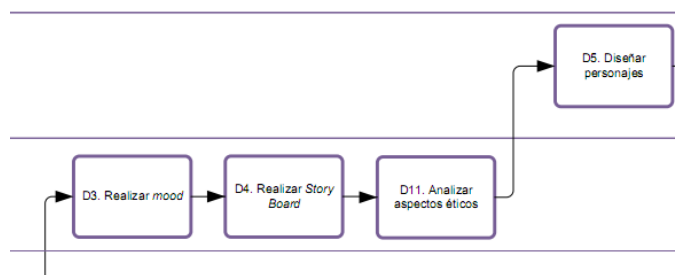 D5. Diseñar
personajes
D3. Realizar mood
D4. Realizar Story
Board
D11. Analizar
aspectos éticos